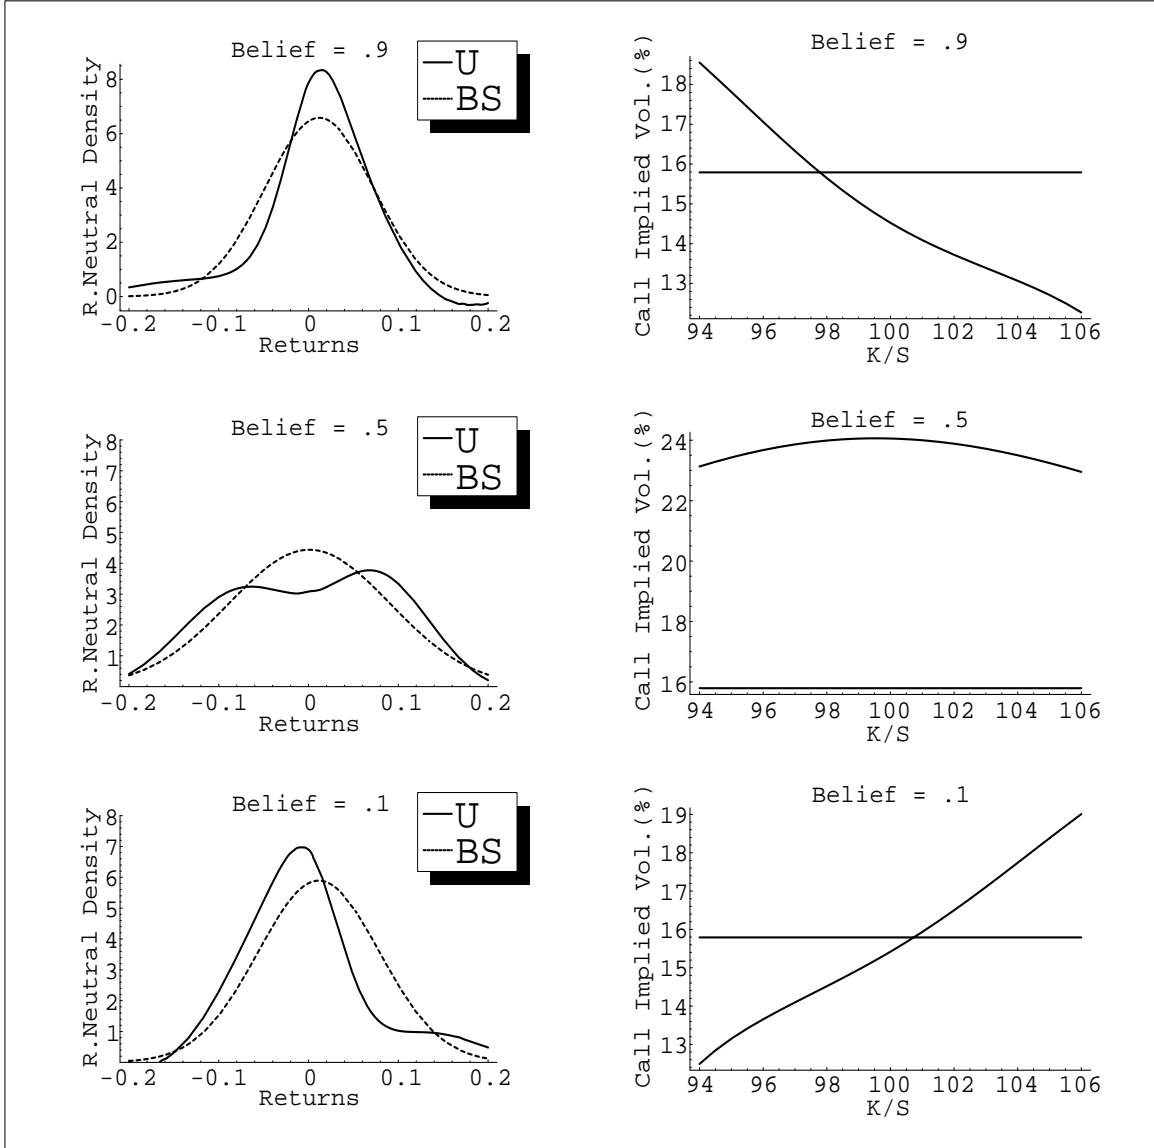 Belief = .9
U
BS
R.Neutral Density
8
6
4
2
0
-0.2 -0.1 0 0.1 0.2
Returns
Belief = .9
Call Implied Vol.(%)
18
17
16
15
14
13
94 96 98 100 102 104 106
K/S
Belief = .5
U
BS
R.Neutral Density
8
7
6
5
4
3
2
1
-0.2 -0.1 0 0.1 0.2
Returns
Belief = .5
Call Implied Vol.(%)
24
22
20
18
16
94 96 98 100 102 104 106
K/S
Belief = .1
U
BS
R.Neutral Density
8
7
6
5
4
3
2
1
-0.2 -0.1 0 0.1 0.2
Returns
Belief = .1
Call Implied Vol.(%)
19
18
17
16
15
14
13
94 96 98 100 102 104 106
K/S